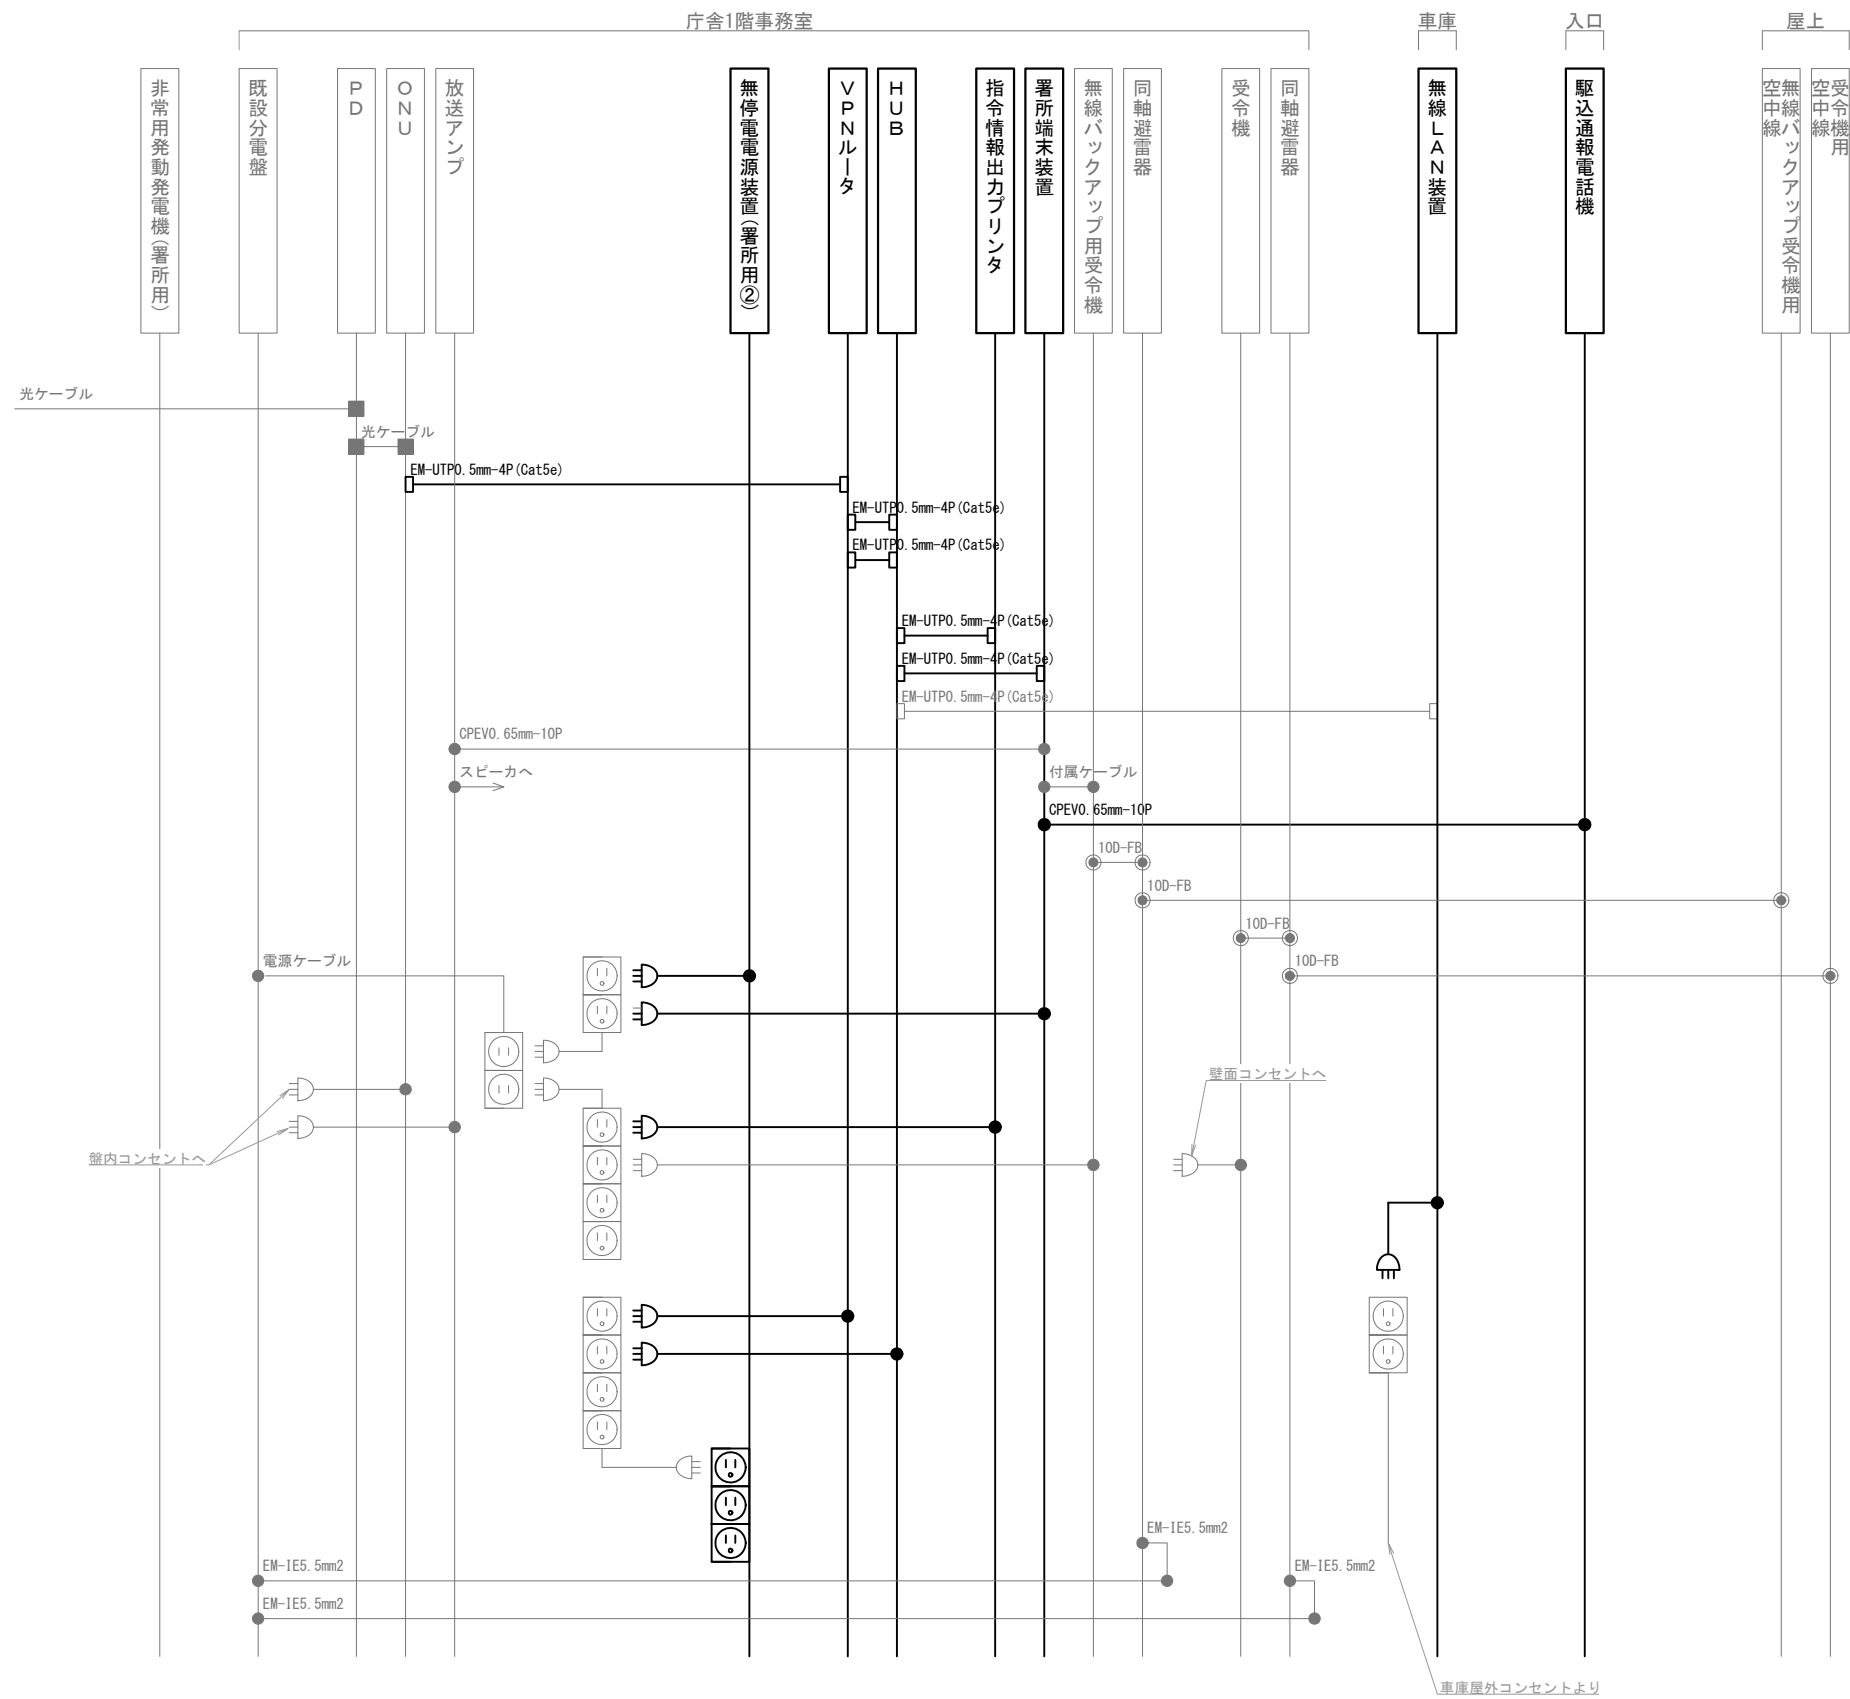 庁舎1階事務室
車庫
入口
屋上
非常用発動発電機(署所用)
既設分電盤
PD
ONU
放送アンプ
無停電電源装置(署所用②)
VPNルータ
HUB
指令情報出力プリンタ
署所端末装置
無線バックアップ用受令機
同軸避雷器
受令機
同軸避雷器
無線LAN装置
駆込通報電話機
無線バックアップ受令機用
空中線
受令機用
空中線
光ケーブル
光ケーブル
EM-UTP0.5mm-4P(Cat5e)
EM-UTP0.5mm-4P(Cat5e)
EM-UTP0.5mm-4P(Cat5e)
EM-UTP0.5mm-4P(Cat5e)
EM-UTP0.5mm-4P(Cat5e)
EM-UTP0.5mm-4P(Cat5e)
CPEV0.65mm-10P
スピーカへ
付属ケーブル
CPEV0.65mm-10P
10D-FB
10D-FB
10D-FB
電源ケーブル
10D-FB
壁面コンセントへ
盤内コンセントへ
EM-IE5.5mm2
EM-IE5.5mm2
EM-IE5.5mm2
EM-IE5.5mm2
車庫屋外コンセントより